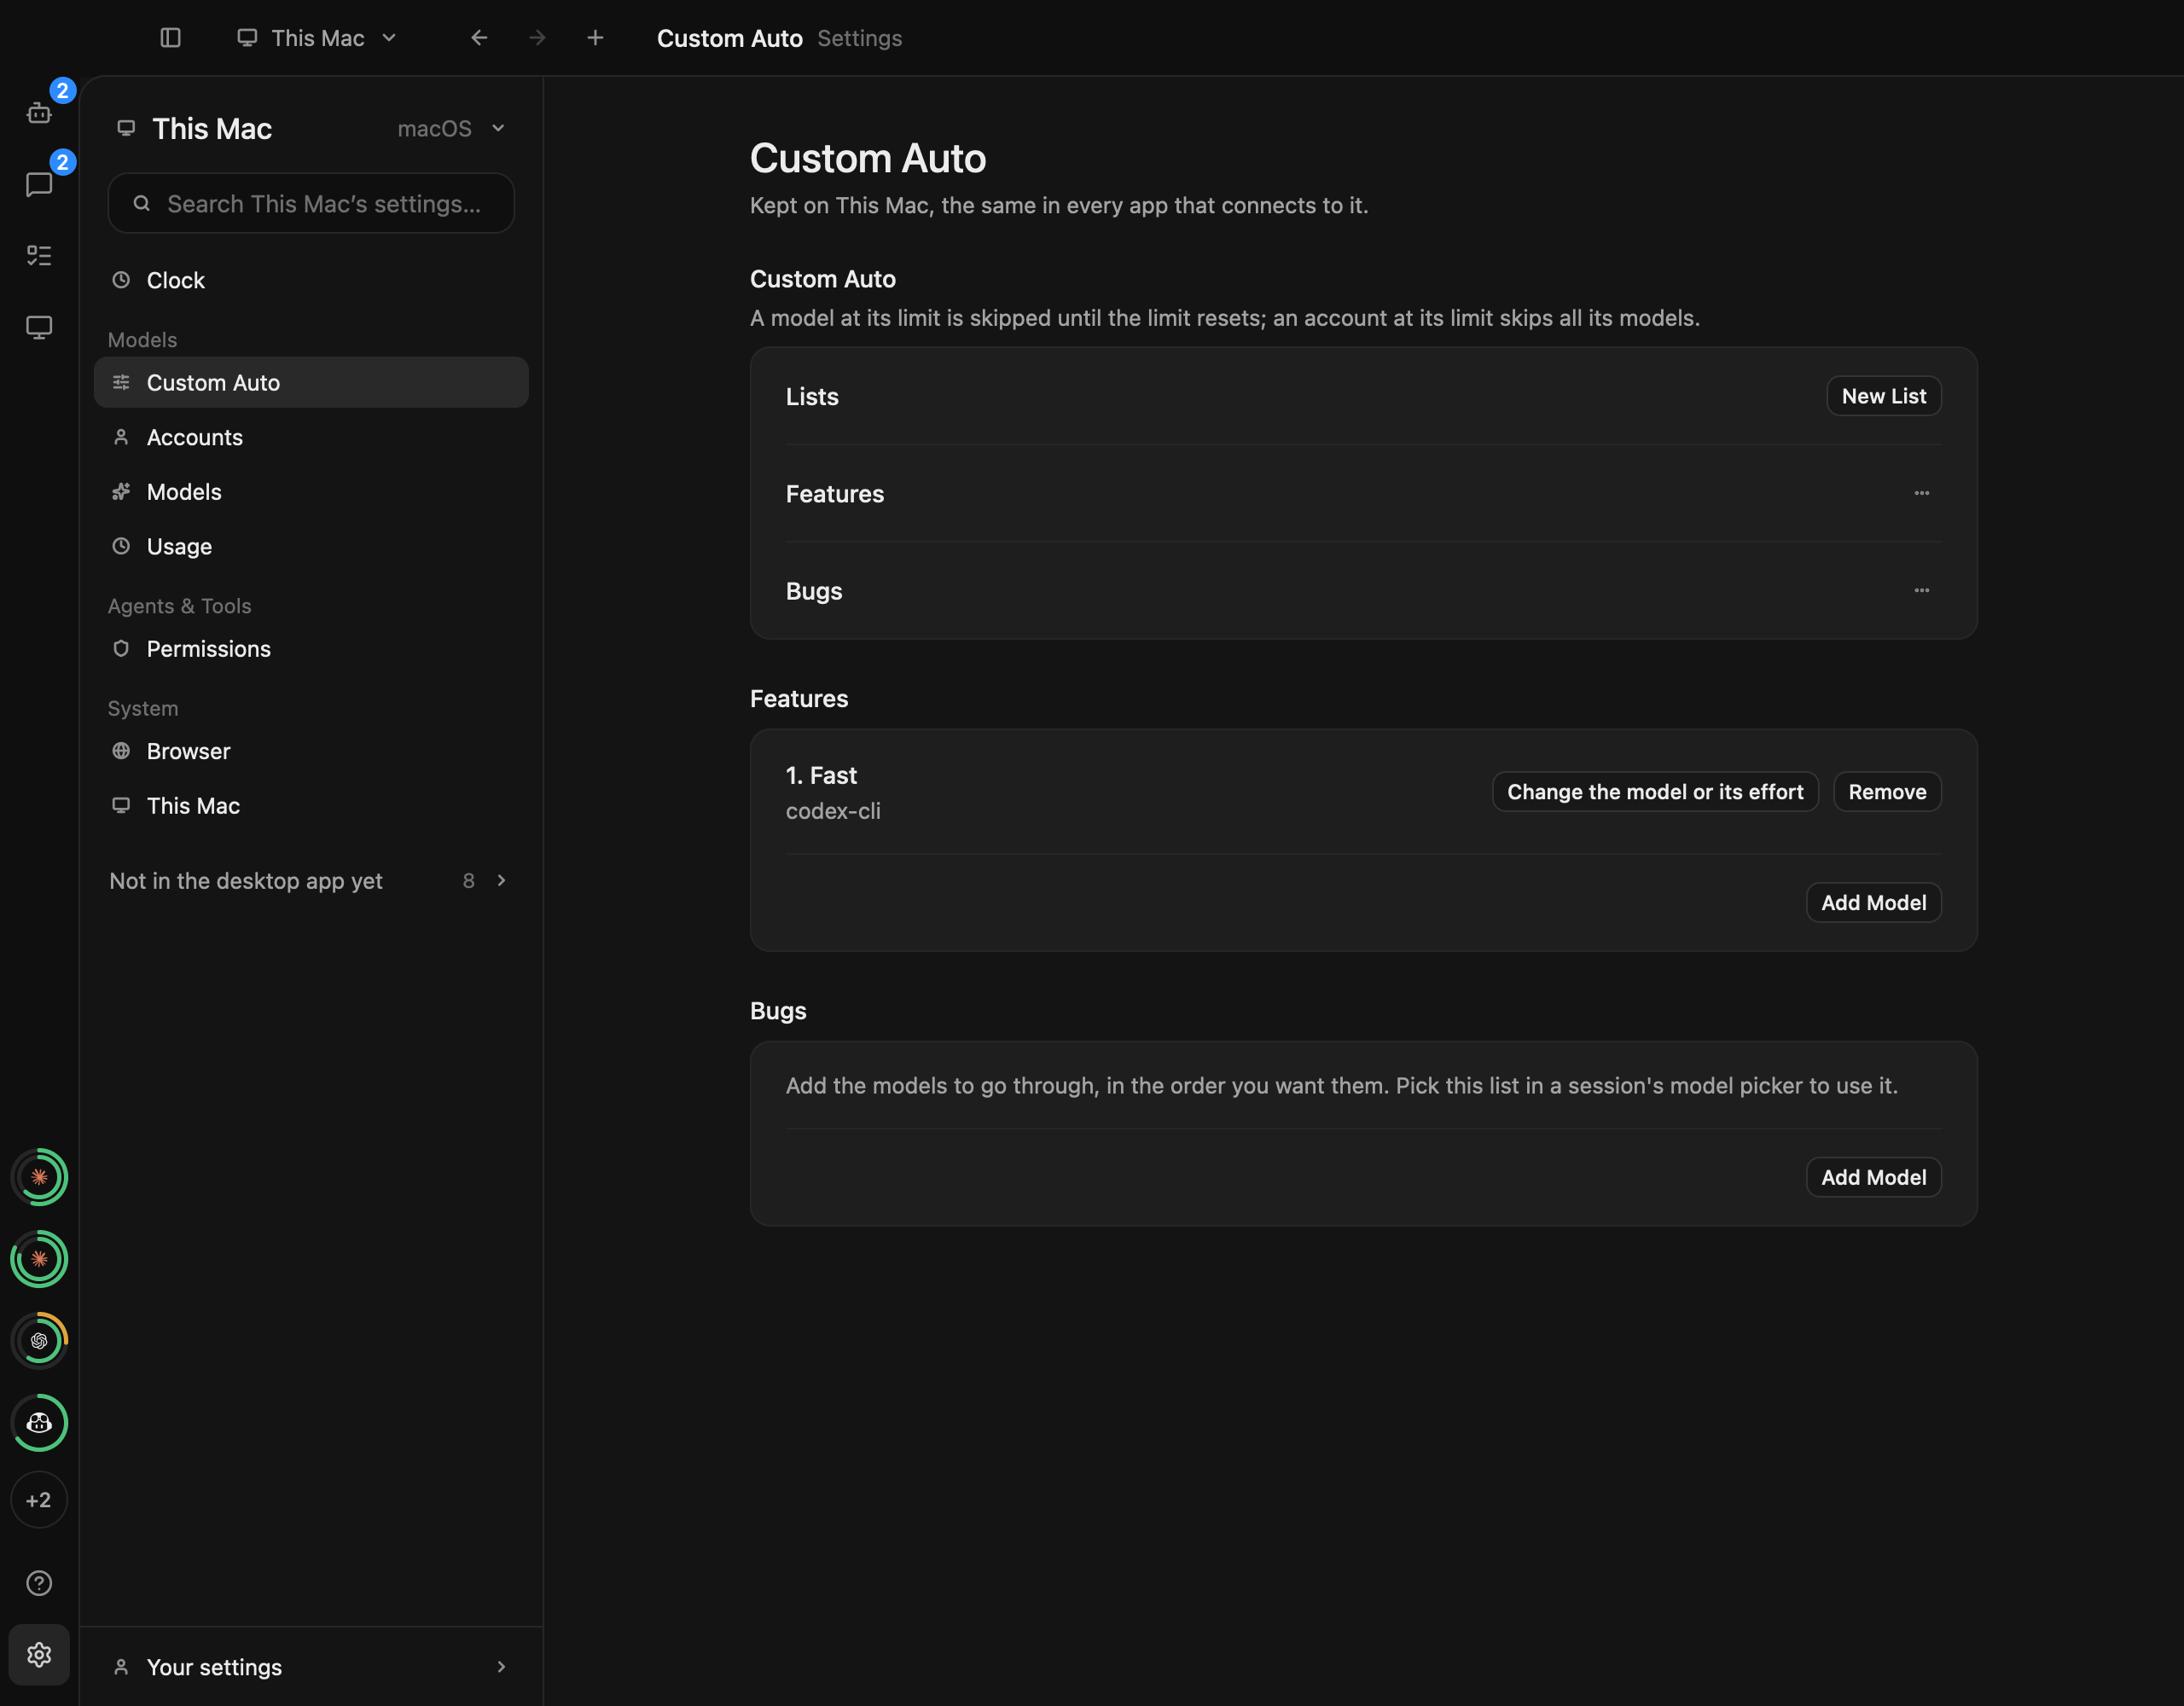 This Mac
Custom Auto Settings
2
2
This Mac
macOS
Search This Mac’s settings...
Clock
Models
Custom Auto
Accounts
Models
Usage
Agents & Tools
Permissions
System
Browser
This Mac
Not in the desktop app yet
8
+2
Your settings
Custom Auto
Kept on This Mac, the same in every app that connects to it.
Custom Auto
A model at its limit is skipped until the limit resets; an account at its limit skips all its models.
Lists
New List
Features
Bugs
Features
1. Fast
codex-cli
Change the model or its effort
Remove
Add Model
Bugs
Add the models to go through, in the order you want them. Pick this list in a session's model picker to use it.
Add Model